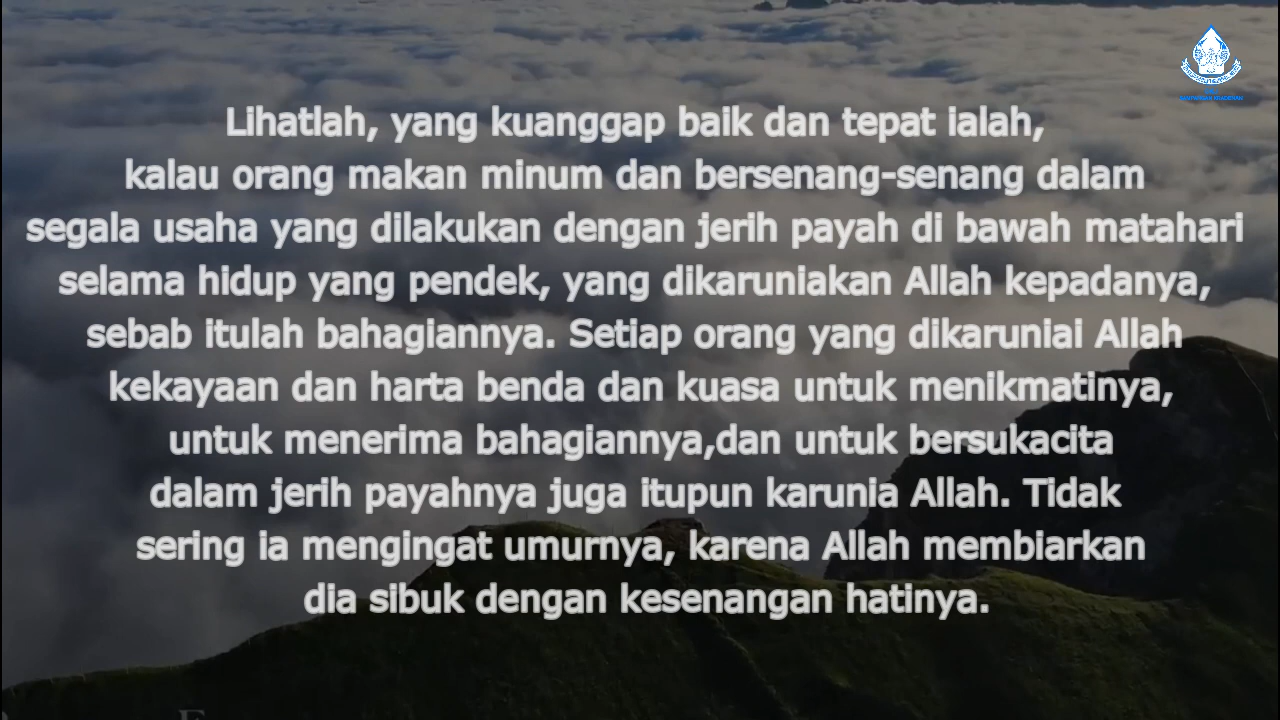 Lihatlah, yang kuanggap baik dan tepat ialah,
kalau orang makan minum dan bersenang-senang dalam
segala usaha yang dilakukan dengan jerih payah di bawah matahari
selama hidup yang pendek, yang dikaruniakan Allah kepadanya,
sebab itulah bahagiannya. Setiap orang yang dikaruniai Allah
kekayaan dan harta benda dan kuasa untuk menikmatinya,
untuk menerima bahagiannya,dan untuk bersukacita
dalam jerih payahnya juga itupun karunia Allah. Tidak
sering ia mengingat umurnya, karena Allah membiarkan
dia sibuk dengan kesenangan hatinya.